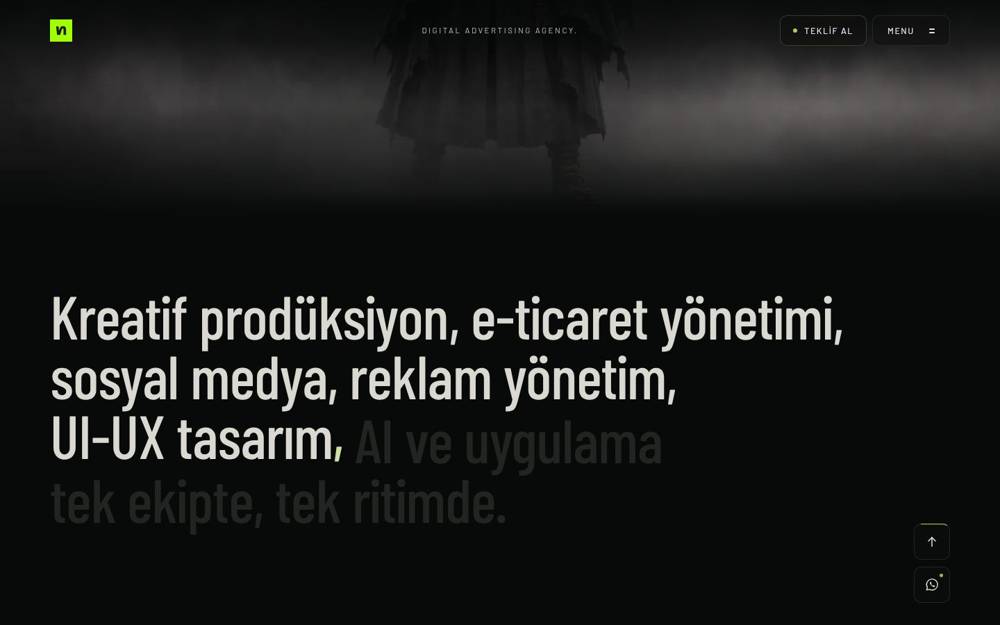 DIGITAL ADVERTISING AGENCY.
TEKLİF AL
MENU
Kreatif prodüksiyon, e-ticaret yönetimi,
sosyal medya, reklam yönetim,
UI-UX tasarım, AI ve uygulama
tek ekipte, tek ritimde.